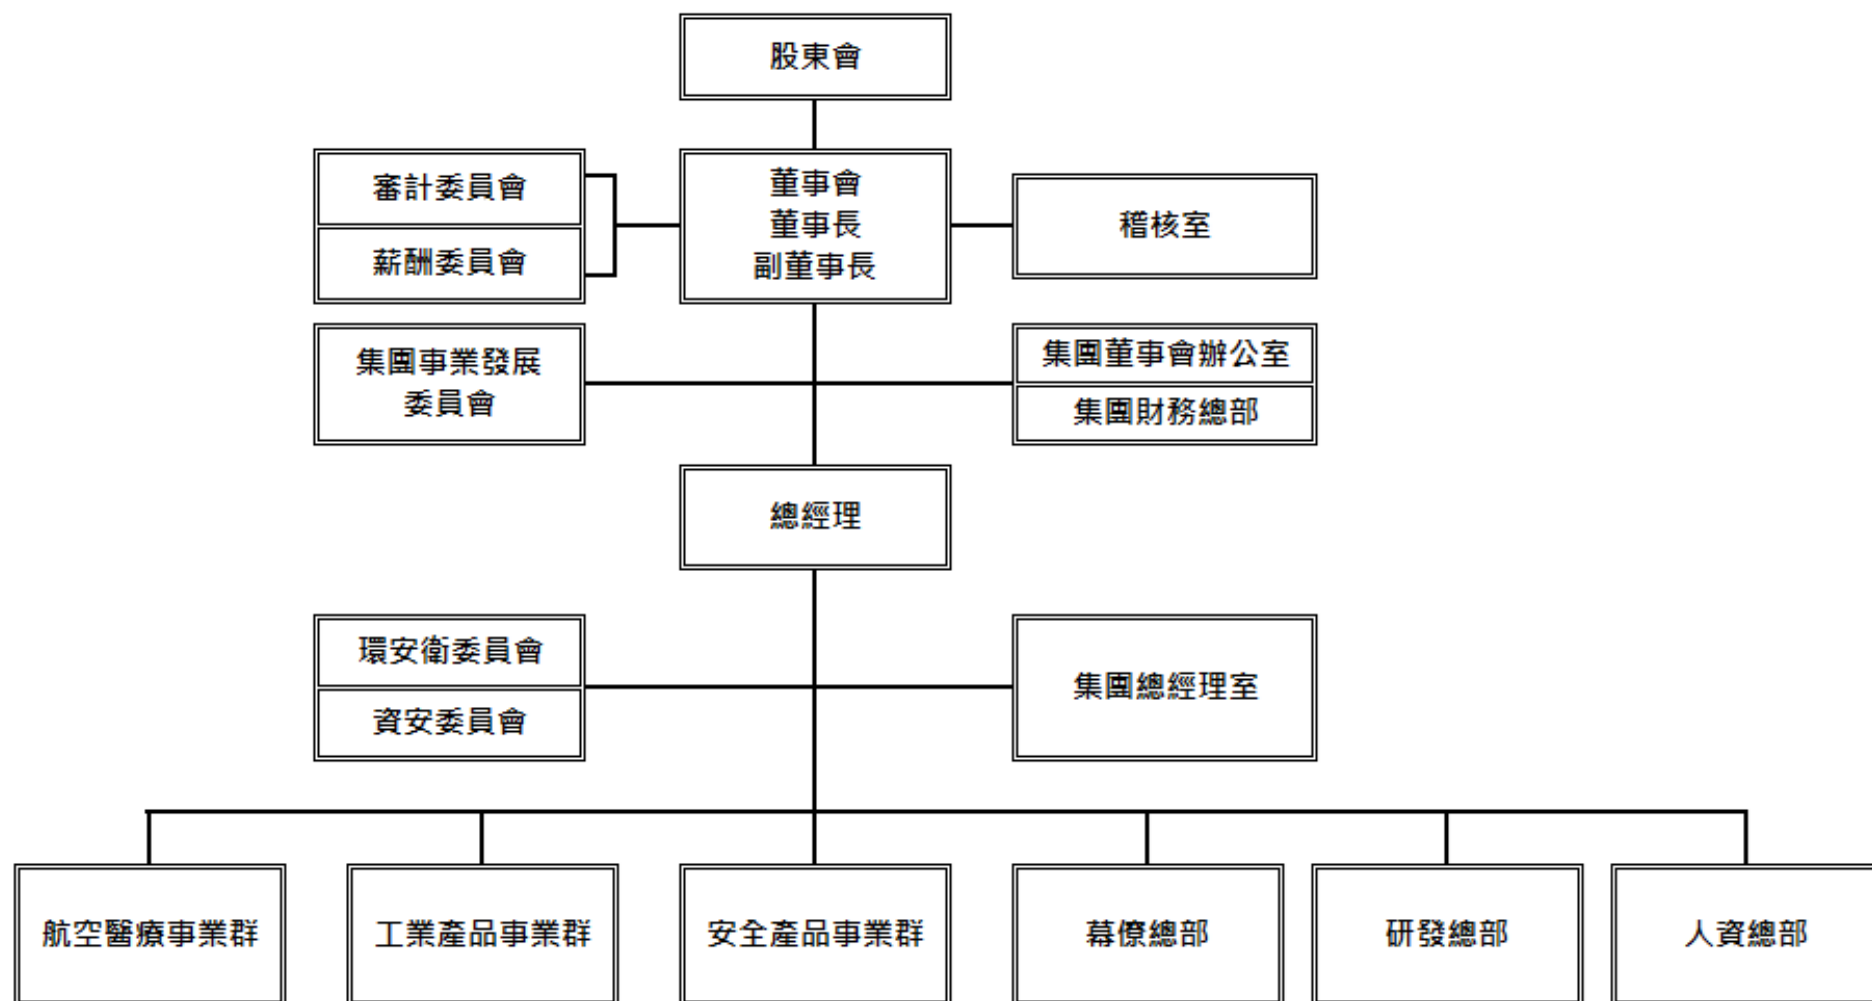 股東會
審計委員會
薪酬委員會
董事會
董事長
副董事長
稽核室
集團事業發展
委員會
集團董事會辦公室
集團財務總部
總經理
環安衛委員會
資安委員會
集團總經理室
航空醫療事業群
工業產品事業群
安全產品事業群
幕僚總部
研發總部
人資總部